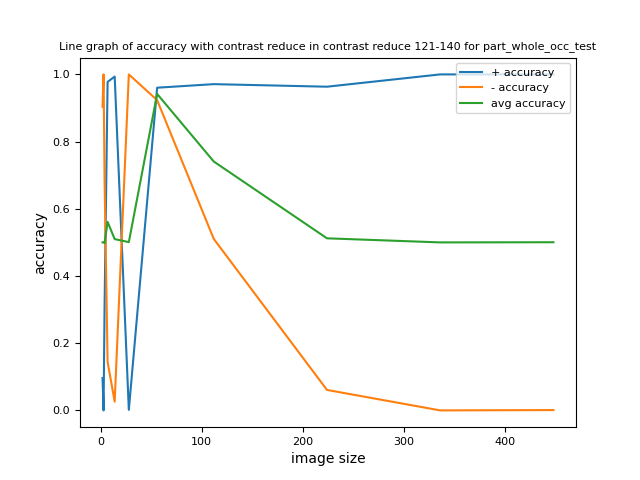 Line graph of accuracy with contrast reduce in contrast reduce 121-140 for part_whole_occ_test
+ accuracy
- accuracy
avg accuracy
1.0
0.8
0.6
0.4
0.2
0.0
accuracy
0 100 200 300 400
image size